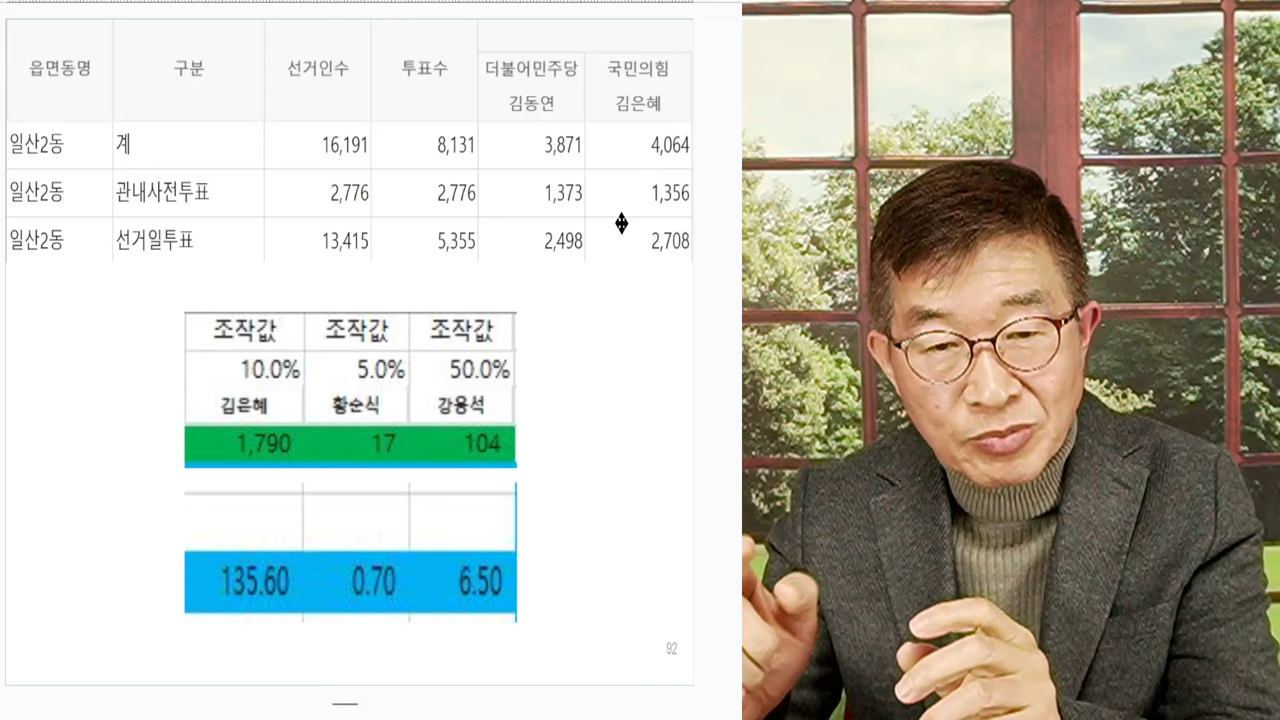 읍면동명 구분 선거인수 투표수 더불어민주당 국민의힘
김동연 김은혜
일산2동 계 16,191 8,131 3,871 4,064
일산2동 관내사전투표 2,776 2,776 1,373 1,356
일산2동 선거일투표 13,415 5,355 2,498 2,708
조작값 조작값 조작값
10.0% 5.0% 50.0%
김은혜 황순식 강용석
1,790 17 104
135.60 0.70 6.50
92